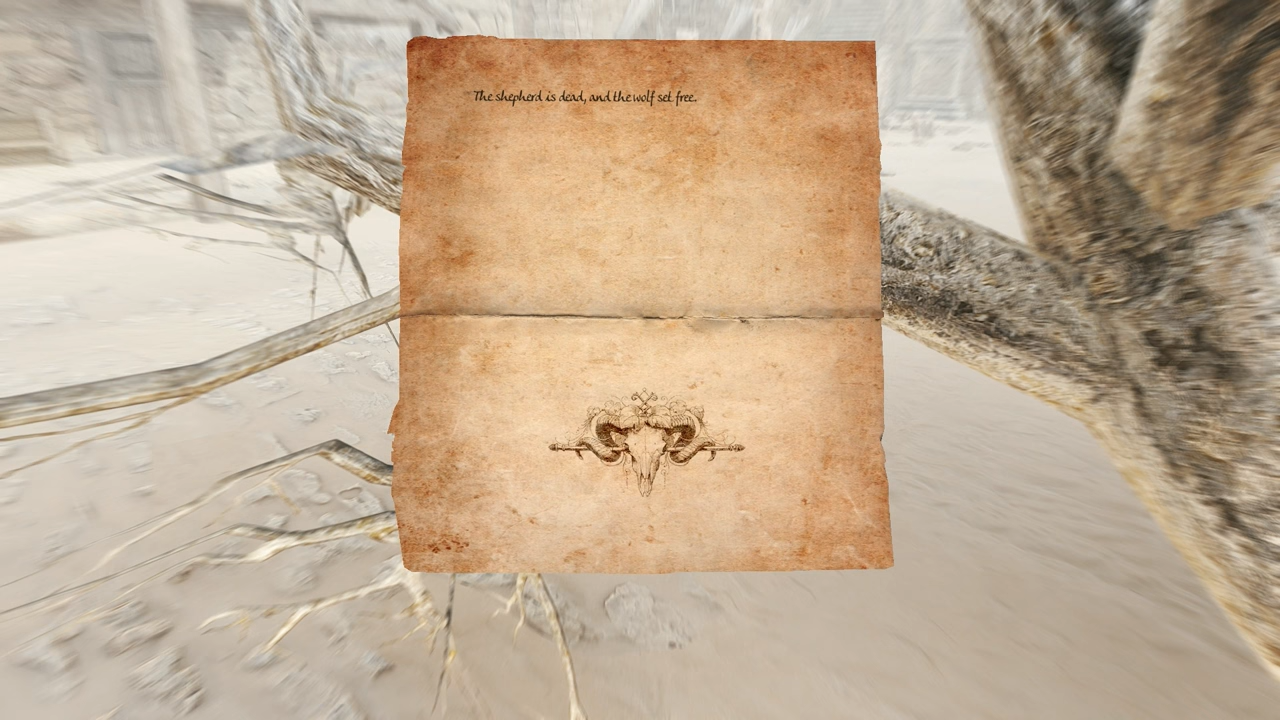 The shepherd is dead, and the wolf set free.